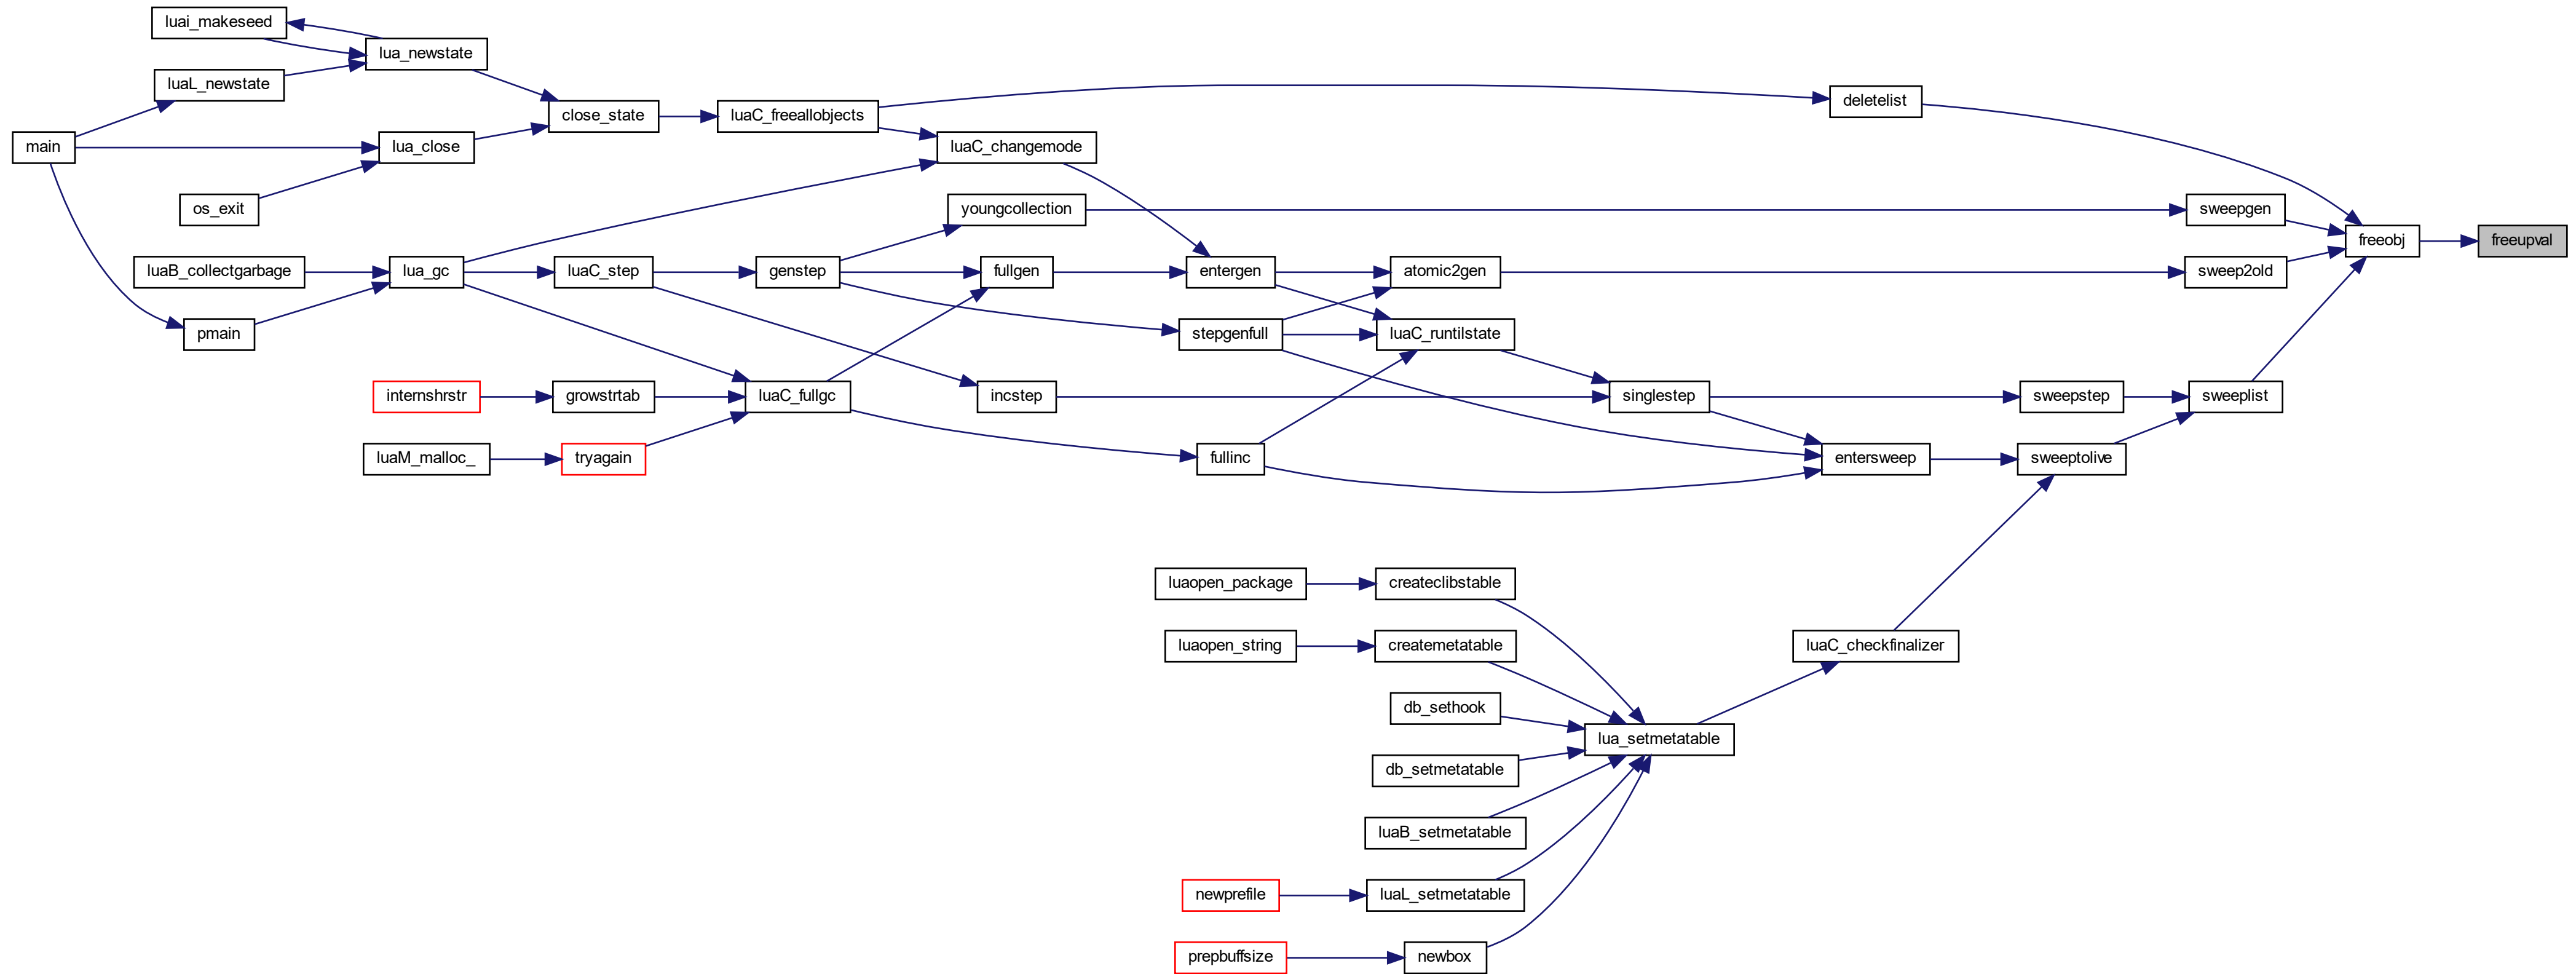 luai_makeseed
lua_newstate
luaL_newstate
deletelist
close_state
luaC_freeallobjects
main
lua_close
luaC_changemode
os_exit
youngcollection
sweepgen
freeobj
freeupval
luaB_collectgarbage
lua_gc
luaC_step
genstep
fullgen
entergen
atomic2gen
sweep2old
pmain
stepgenfull
luaC_runtilstate
internshrstr
growstrtab
luaC_fullgc
incstep
singlestep
sweepstep
sweeplist
luaM_malloc_
tryagain
fullinc
entersweep
sweeptolive
luaopen_package
createclibstable
luaopen_string
createmetatable
luaC_checkfinalizer
db_sethook
lua_setmetatable
db_setmetatable
luaB_setmetatable
newprefile
luaL_setmetatable
prepbuffsize
newbox